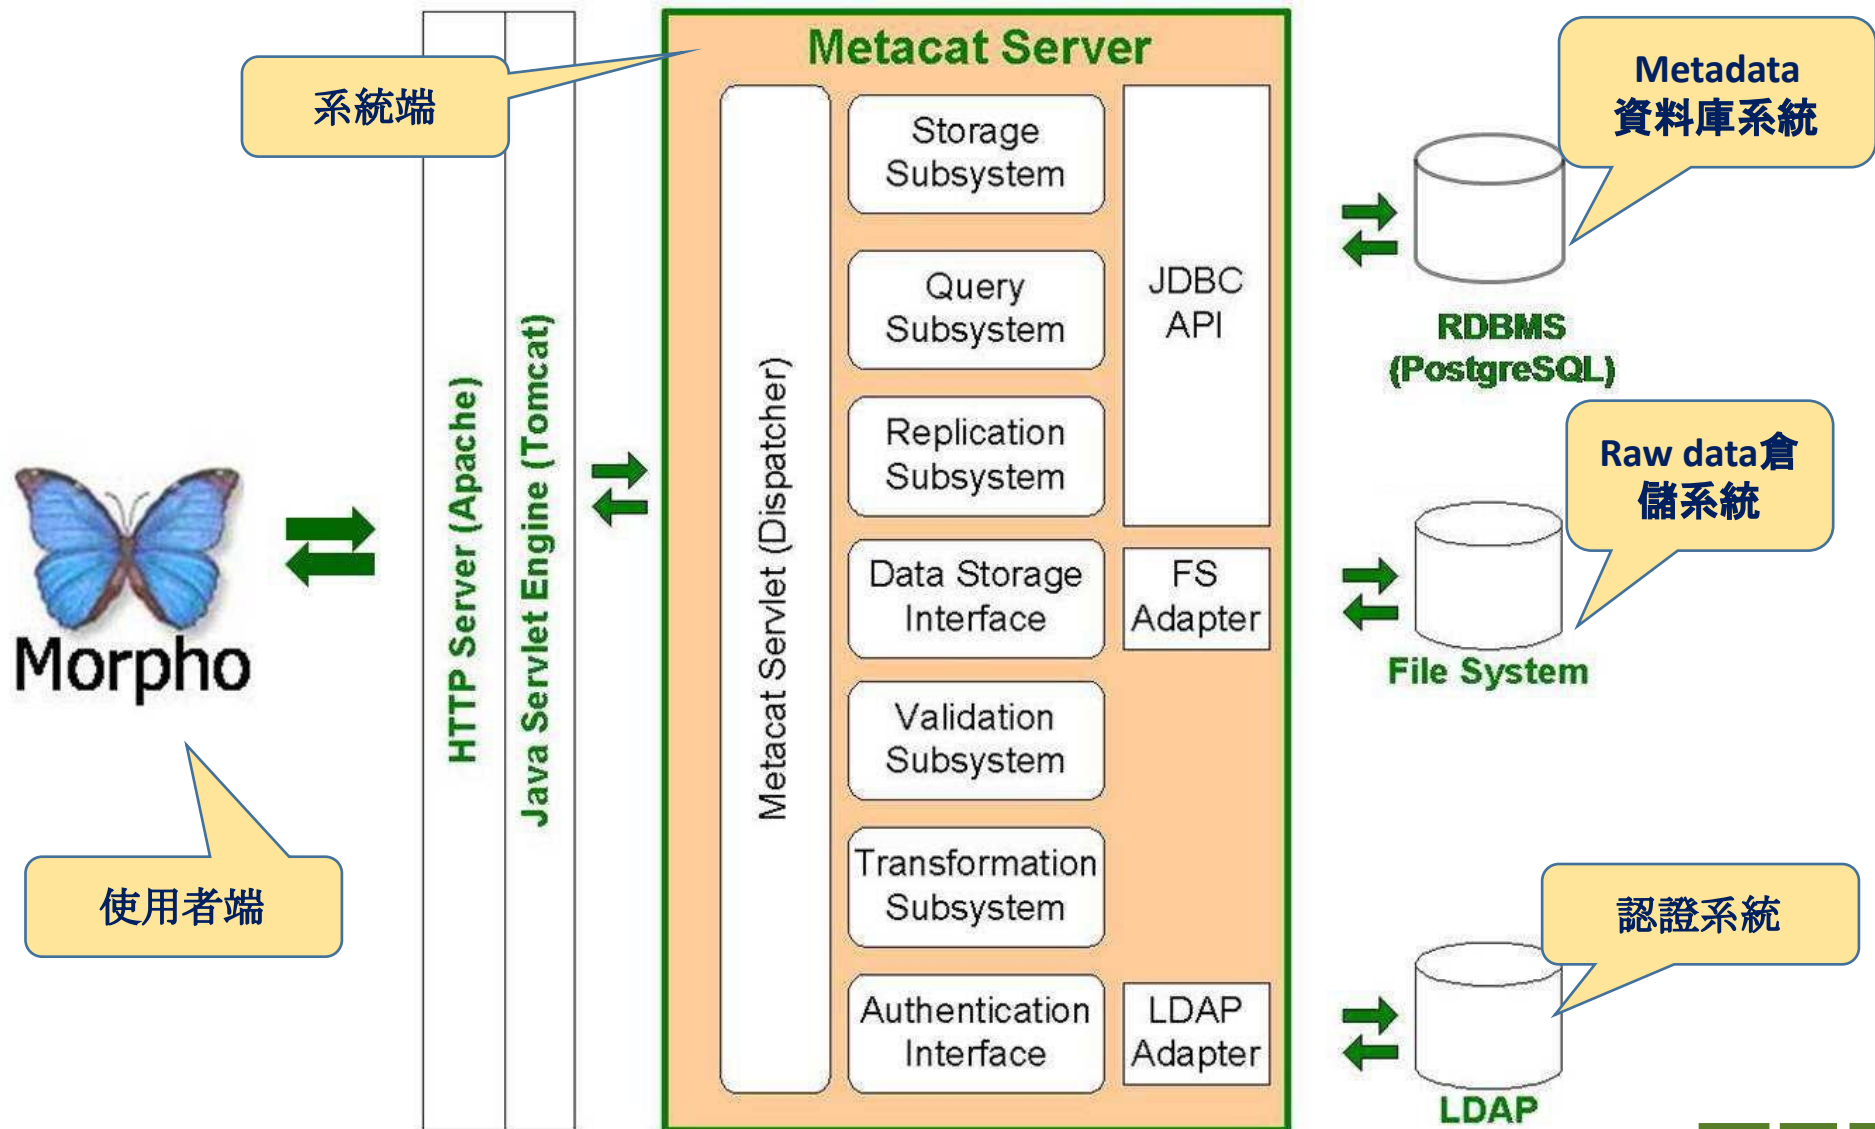 Metacat Server
系統端
Metadata
資料庫系統
Storage
Subsystem
Query
Subsystem
JDBC
API
RDBMS
(PostgreSQL)
Replication
Subsystem
Raw data倉
儲系統
Morpho
HTTP Server (Apache)
Java Servlet Engine (Tomcat)
Metacat Servlet (Dispatcher)
Data Storage
Interface
FS
Adapter
File System
Validation
Subsystem
Transformation
Subsystem
使用者端
認證系統
Authentication
Interface
LDAP
Adapter
LDAP